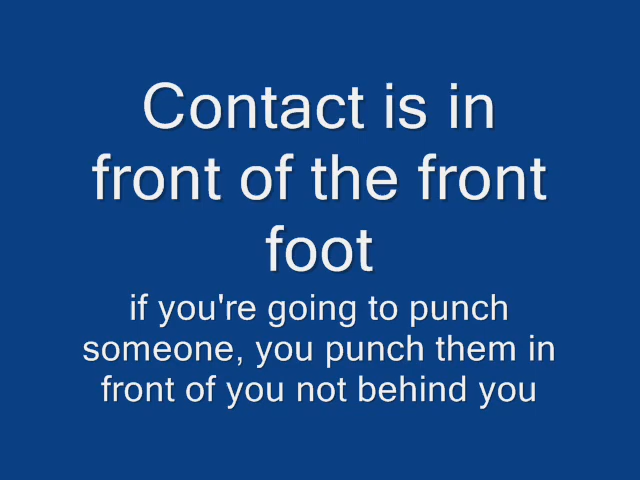 Contact is in
front of the front
foot
if you're going to punch
someone, you punch them in
front of you not behind you